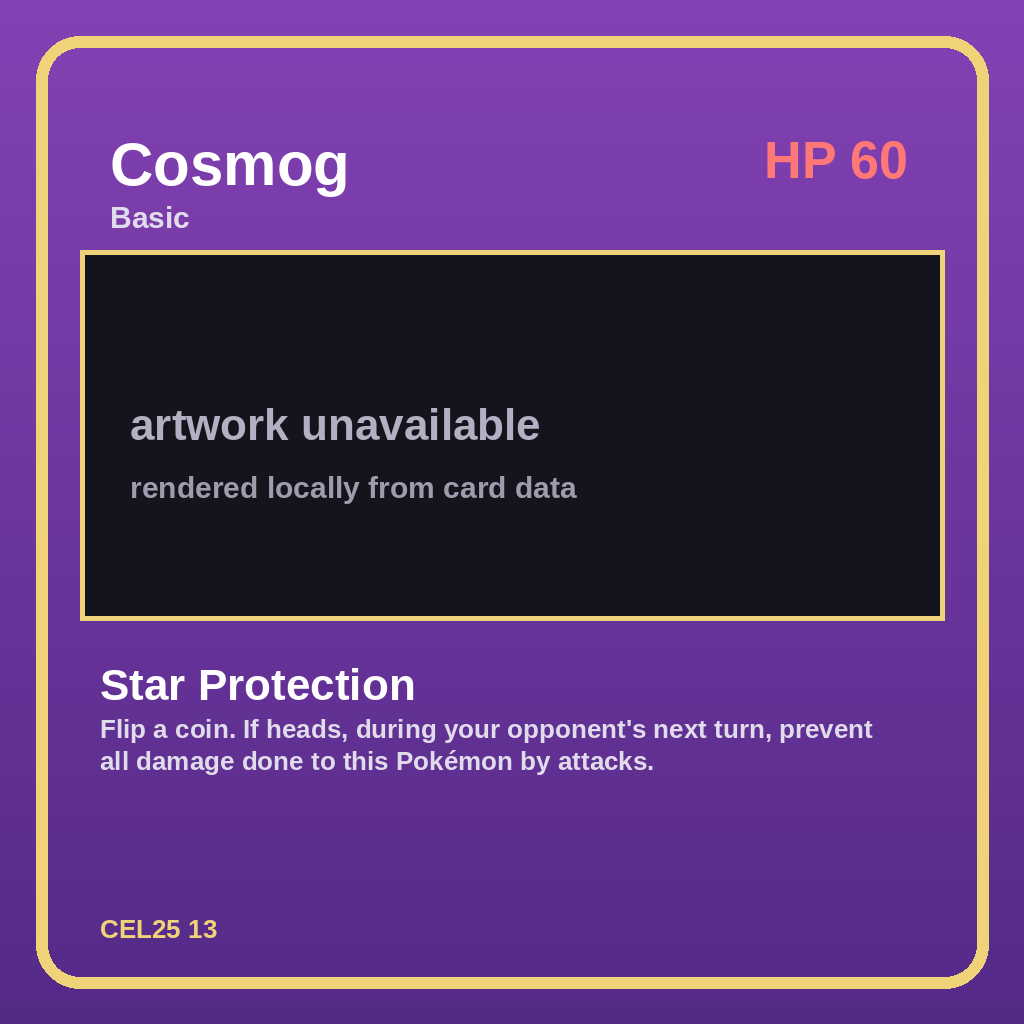 Cosmog
HP 60
Basic
artwork unavailable
rendered locally from card data
Star Protection
Flip a coin. If heads, during your opponent's next turn, prevent
all damage done to this Pokémon by attacks.
CEL25 13